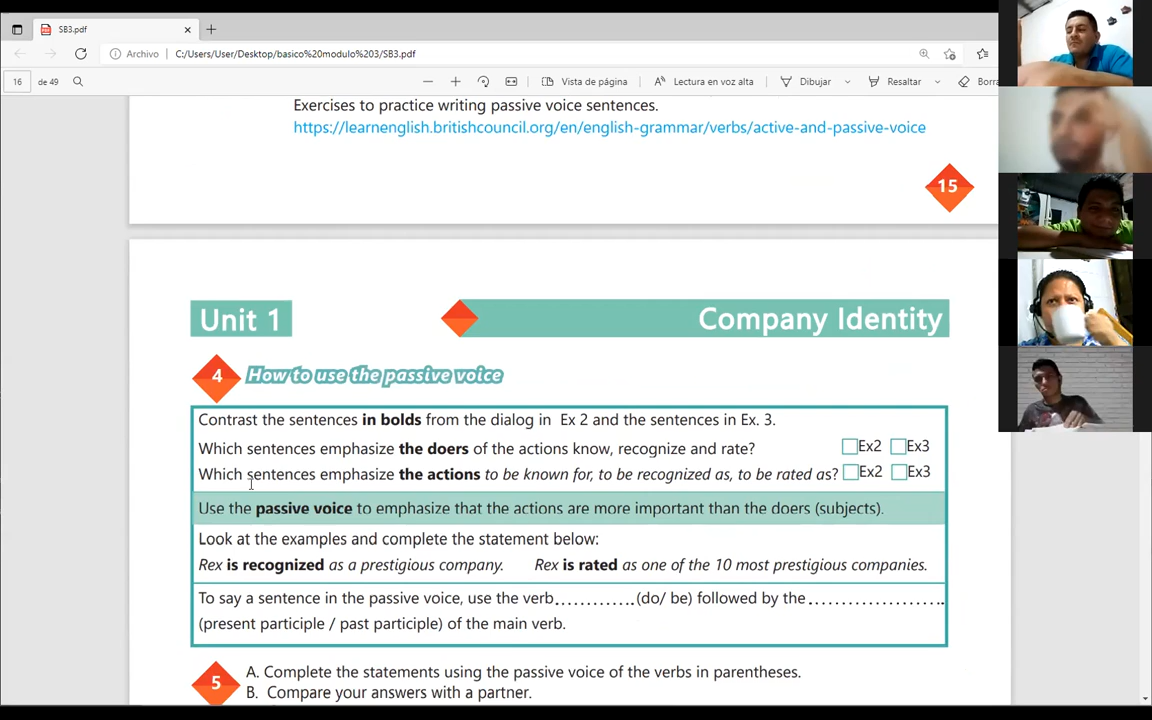 SB3.pdf
Archivo
C:/Users/User/Desktop/basico%20modulo%203/SB3.pdf
16 de 49
Vista de página
Lectura en voz alta
Dibujar
Resaltar
Exercises to practice writing passive voice sentences.
https://learnenglish.britishcouncil.org/en/english-grammar/verbs/active-and-passive-voice
15
Unit 1
Company Identity
4 How to use the passive voice
Contrast the sentences in bolds from the dialog in Ex 2 and the sentences in Ex. 3.
Which sentences emphasize the doers of the actions know, recognize and rate? Ex2 Ex3
Which sentences emphasize the actions to be known for, to be recognized as, to be rated as? Ex2 Ex3
Use the passive voice to emphasize that the actions are more important than the doers (subjects).
Look at the examples and complete the statement below:
Rex is recognized as a prestigious company. Rex is rated as one of the 10 most prestigious companies.
To say a sentence in the passive voice, use the verb............. (do/ be) followed by the .....................
(present participle / past participle) of the main verb.
5 A. Complete the statements using the passive voice of the verbs in parentheses.
B. Compare your answers with a partner.